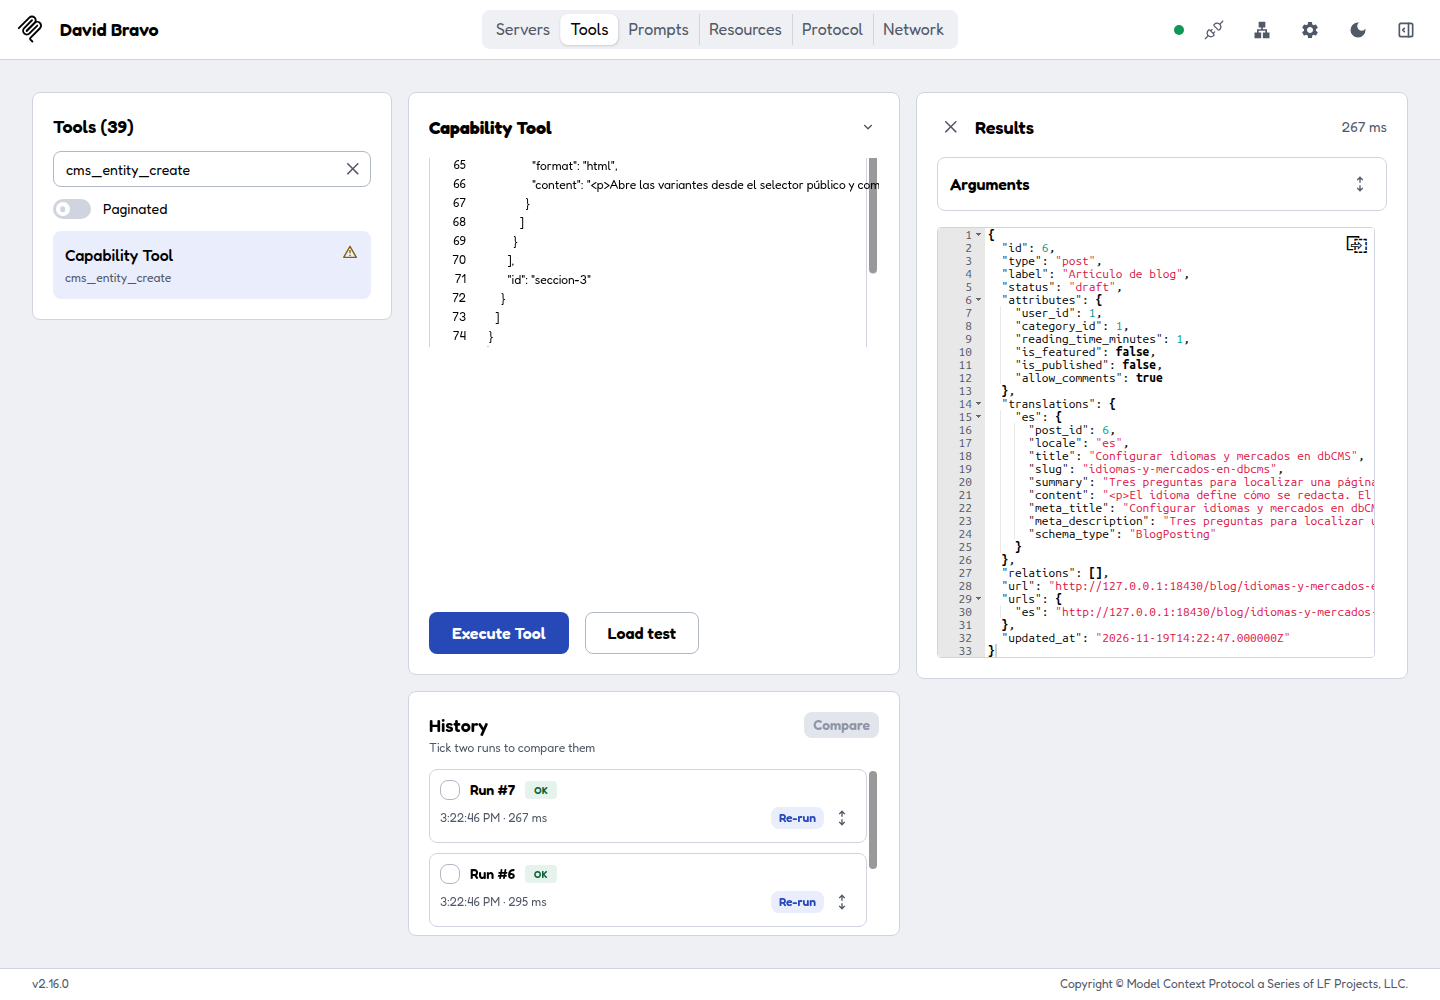 David Bravo
Servers
Tools
Prompts
Resources
Protocol
Network
Tools (39)
cms_entity_create
Paginated
Capability Tool
cms_entity_create
Capability Tool
65 "format": "html",
66 "content": "<p>Abre las variantes desde el selector público y com
67 }
68 ]
69 }
70 ],
71 "id": "seccion-3"
72 }
73 ]
74 }
Execute Tool
Load test
History
Compare
Tick two runs to compare them
Run #7 OK
3:22:46 PM · 267 ms
Re-run
Run #6 OK
3:22:46 PM · 295 ms
Re-run
Results
267 ms
Arguments
1 {
2 "id": 6,
3 "type": "post",
4 "label": "Artículo de blog",
5 "status": "draft",
6 "attributes": {
7 "user_id": 1,
8 "category_id": 1,
9 "reading_time_minutes": 1,
10 "is_featured": false,
11 "is_published": false,
12 "allow_comments": true
13 },
14 "translations": {
15 "es": {
16 "post_id": 6,
17 "locale": "es",
18 "title": "Configurar idiomas y mercados en dbCMS",
19 "slug": "idiomas-y-mercados-en-dbcms",
20 "summary": "Tres preguntas para localizar una página
21 "content": "<p>El idioma define cómo se redacta. El
22 "meta_title": "Configurar idiomas y mercados en dbCM
23 "meta_description": "Tres preguntas para localizar u
24 "schema_type": "BlogPosting"
25 }
26 },
27 "relations": [],
28 "url": "http://127.0.0.1:18430/blog/idiomas-y-mercados-e
29 "urls": {
30 "es": "http://127.0.0.1:18430/blog/idiomas-y-mercados-
31 },
32 "updated_at": "2026-11-19T14:22:47.000000Z"
33 }
v2.16.0
Copyright © Model Context Protocol a Series of LF Projects, LLC.